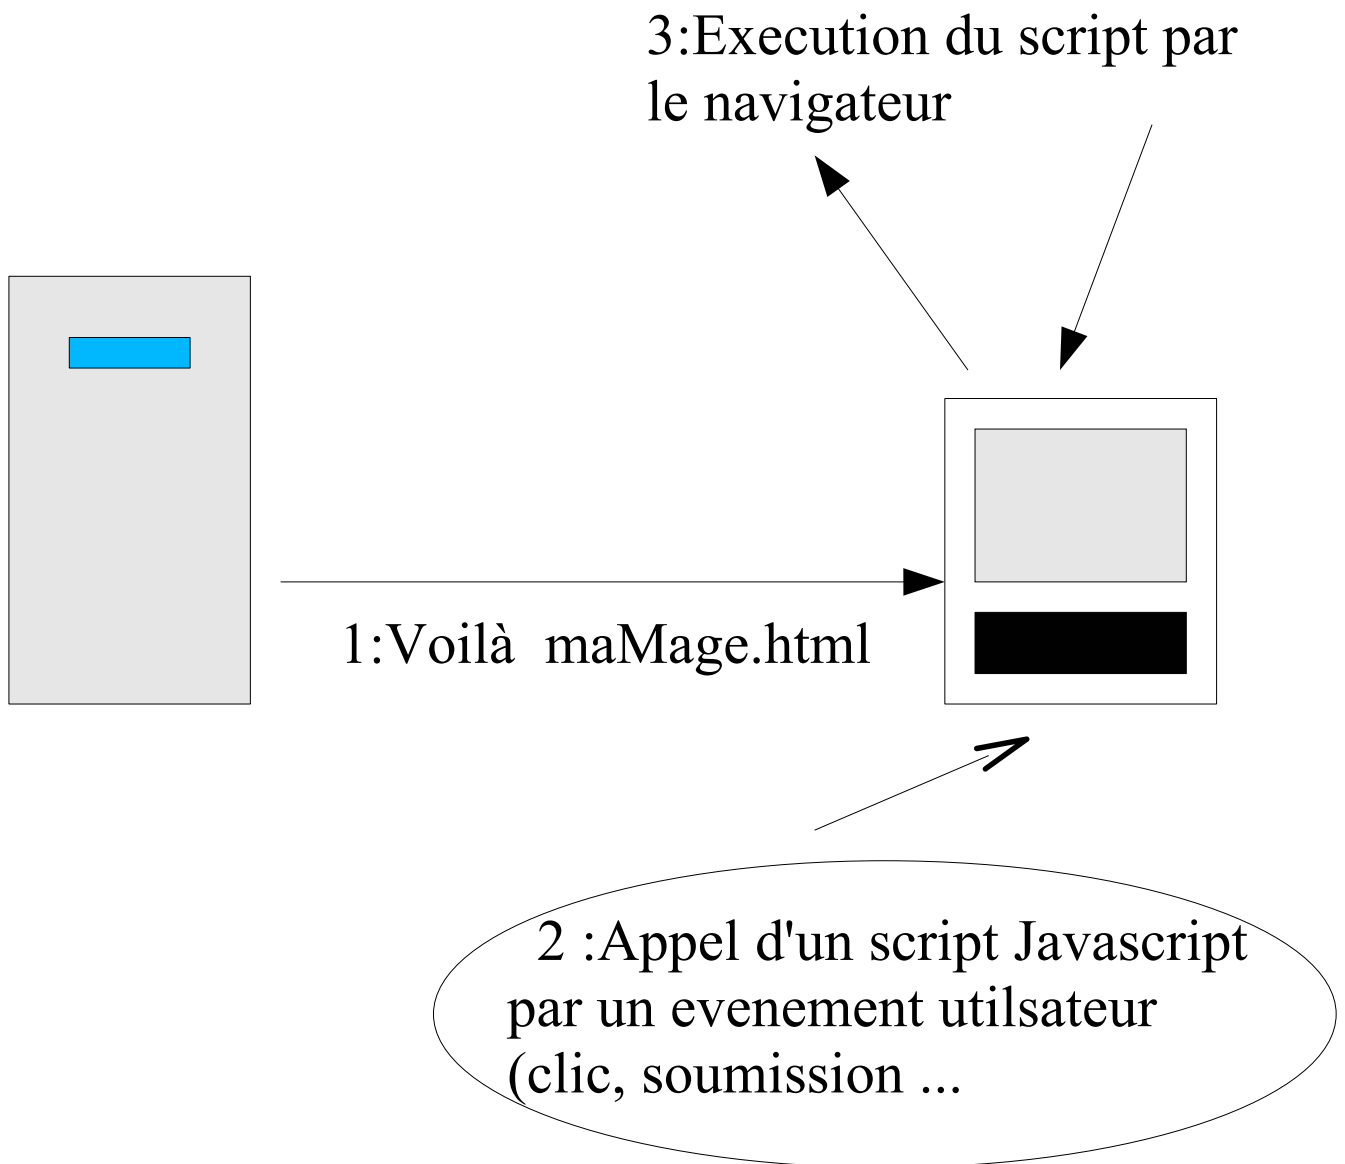 3:Execution du script par
le navigateur
1:Voilà maMage.html
2 :Appel d'un script Javascript
par un evenement utilsateur
(clic, soumission ...